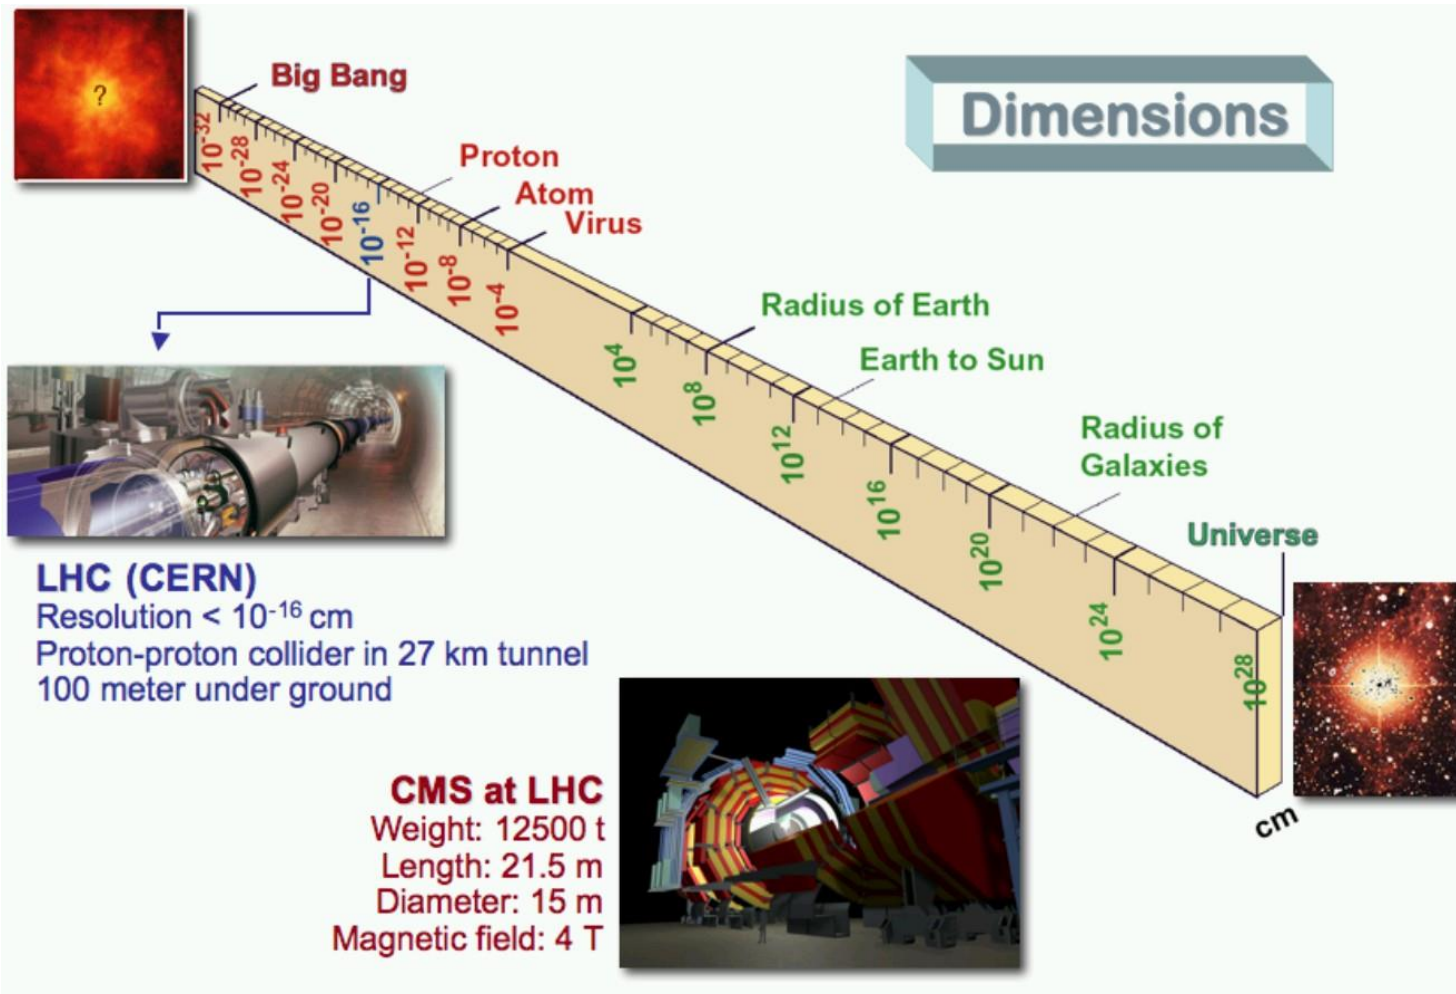 Dimensions
?
Big Bang
Proton
Atom
Virus
Radius of Earth
Earth to Sun
Radius of
Galaxies
Universe
10⁻³²
10⁻²⁸
10⁻²⁴
10⁻²⁰
10⁻¹⁶
10⁻¹²
10⁻⁸
10⁻⁴
10⁴
10⁸
10¹²
10¹⁶
10²⁰
10²⁴
10²⁸
cm
LHC (CERN)
Resolution < 10⁻¹⁶ cm
Proton-proton collider in 27 km tunnel
100 meter under ground
CMS at LHC
Weight: 12500 t
Length: 21.5 m
Diameter: 15 m
Magnetic field: 4 T